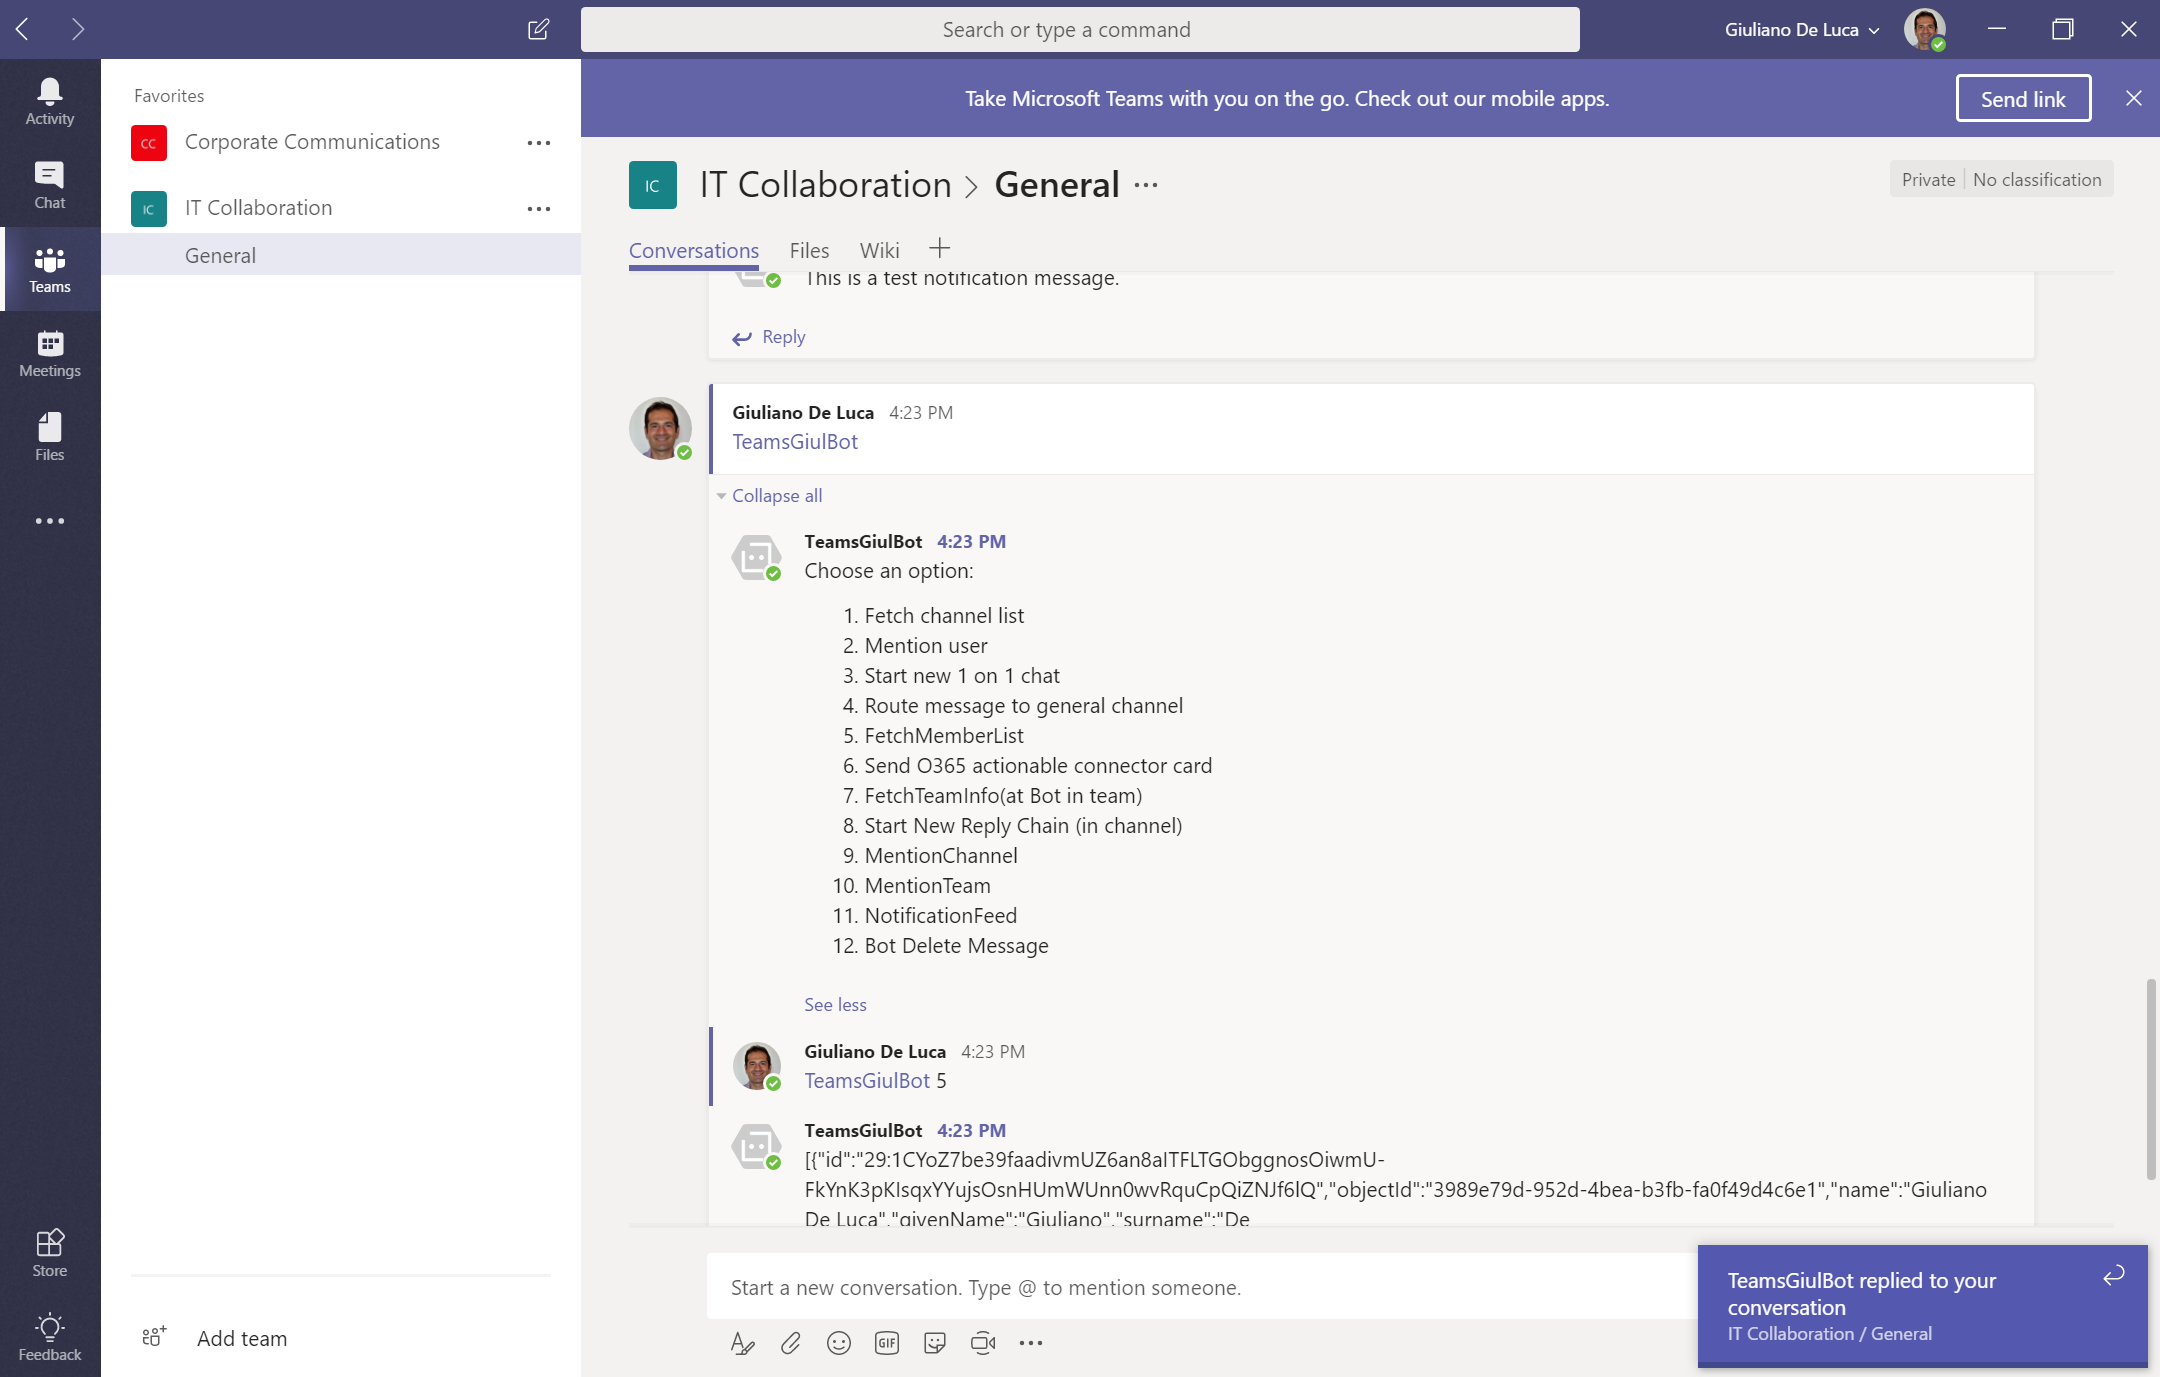 Search or type a command
Giuliano De Luca
Activity
Chat
Teams
Meetings
Files
Store
Feedback
Favorites
CC Corporate Communications
IC IT Collaboration
General
Add team
Take Microsoft Teams with you on the go. Check out our mobile apps.
Send link
IC IT Collaboration > General
Private No classification
Conversations Files Wiki
This is a test notification message.
Reply
Giuliano De Luca 4:23 PM
TeamsGiulBot
Collapse all
TeamsGiulBot 4:23 PM
Choose an option:
1. Fetch channel list
2. Mention user
3. Start new 1 on 1 chat
4. Route message to general channel
5. FetchMemberList
6. Send O365 actionable connector card
7. FetchTeamInfo(at Bot in team)
8. Start New Reply Chain (in channel)
9. MentionChannel
10. MentionTeam
11. NotificationFeed
12. Bot Delete Message
See less
Giuliano De Luca 4:23 PM
TeamsGiulBot 5
TeamsGiulBot 4:23 PM
[{"id":"29:1CYoZ7be39faadivmUZ6an8aITFLTGObggnosOiwmU-
FkYnK3pKIsqxYYujsOsnHUmWUnn0wvRquCpQiZNJf6lQ","objectId":"3989e79d-952d-4bea-b3fb-fa0f49d4c6e1","name":"Giuliano
De Luca","givenName":"Giuliano","surname":"De
Start a new conversation. Type @ to mention someone.
GIF
TeamsGiulBot replied to your
conversation
IT Collaboration / General